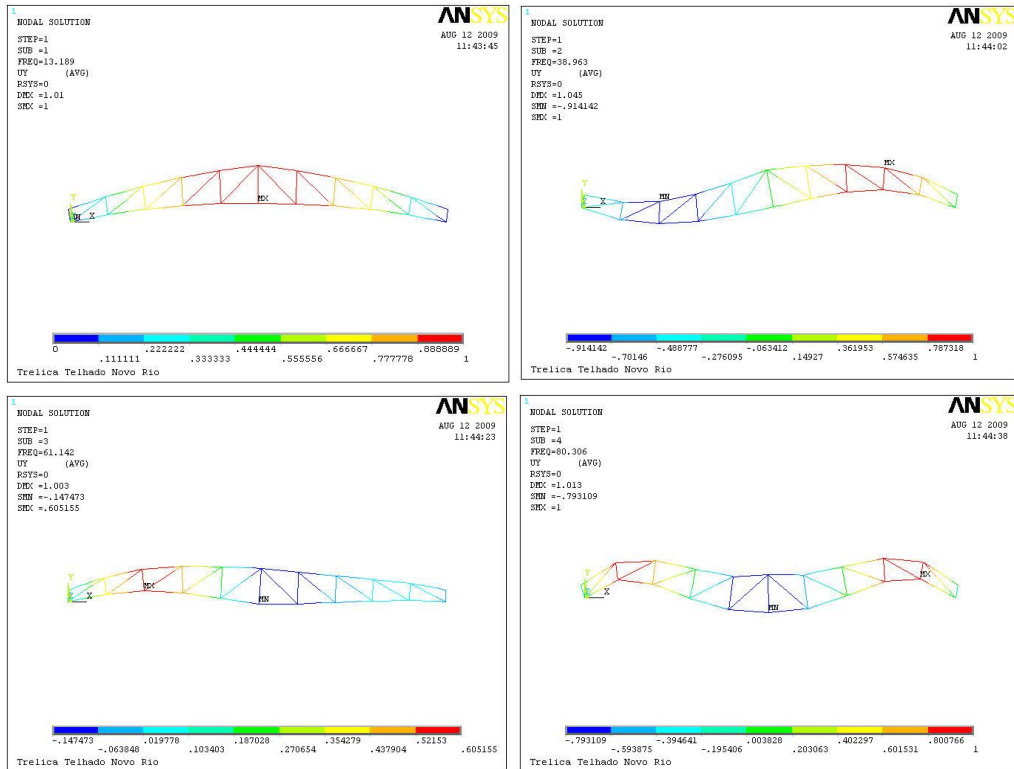 1
ANSYS
NODAL SOLUTION
AUG 12 2009
11:43:45
STEP=1
SUB =1
FREQ=13.189
UY (AVG)
RSYS=0
DMX =1.01
SMX =1
Y
X
MX
0
.111111
.222222
.333333
.444444
.555556
.666667
.777778
.888889
1
Trelica Telhado Novo Rio
1
ANSYS
NODAL SOLUTION
AUG 12 2009
11:44:02
STEP=1
SUB =2
FREQ=38.963
UY (AVG)
RSYS=0
DMX =1.045
SMN =-.914142
SMX =1
Y
X
MN
MX
-.914142
-.70146
-.488777
-.276095
-.063412
.14927
.361953
.574635
.787318
1
Trelica Telhado Novo Rio
1
ANSYS
NODAL SOLUTION
AUG 12 2009
11:44:23
STEP=1
SUB =3
FREQ=61.142
UY (AVG)
RSYS=0
DMX =1.003
SMN =-.147473
SMX =.605155
Y
X
MX
MN
-.147473
-.063848
.019778
.103403
.187028
.270654
.354279
.437904
.52153
.605155
Trelica Telhado Novo Rio
1
ANSYS
NODAL SOLUTION
AUG 12 2009
11:44:38
STEP=1
SUB =4
FREQ=80.306
UY (AVG)
RSYS=0
DMX =1.013
SMN =-.793109
SMX =1
Y
X
MX
MN
-.793109
-.593875
-.394641
-.195406
.003828
.203063
.402297
.601531
.800766
1
Trelica Telhado Novo Rio